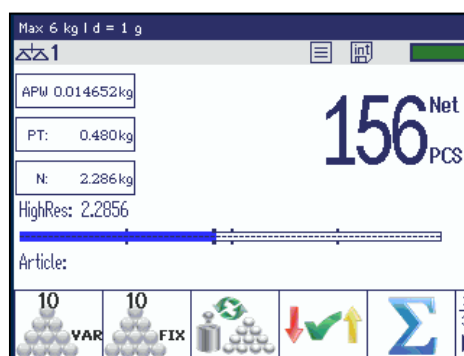 Max 6 kg | d = 1 g
1
int
APW 0.014652kg
PT: 0.480kg
N: 2.286kg
156 Net PCS
HighRes: 2.2856
Article:
10 VAR
10 FIX